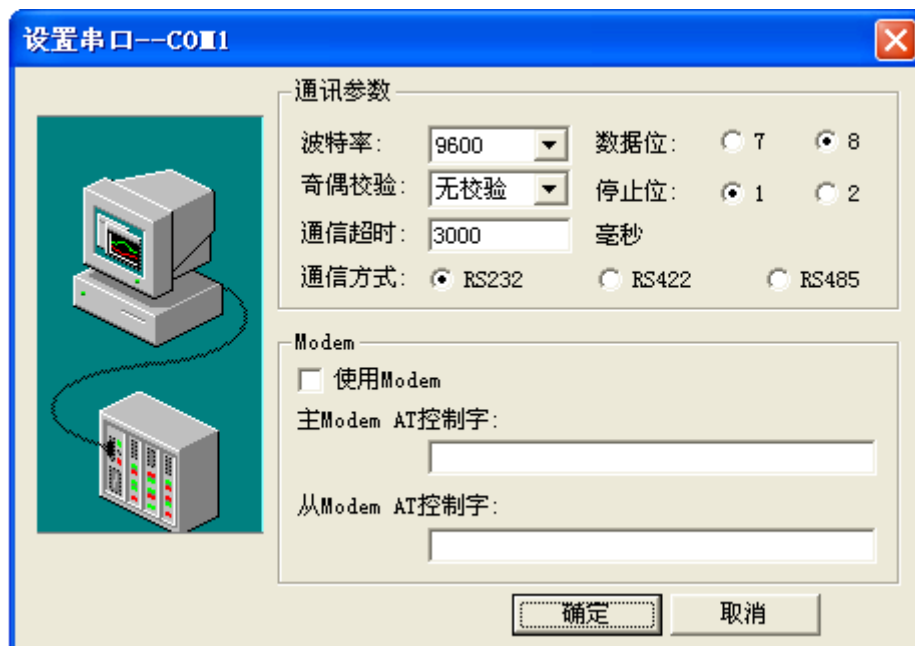 设置串口--COM1
通讯参数
波特率: 9600 数据位: 7 8
奇偶校验: 无校验 停止位: 1 2
通信超时: 3000 毫秒
通信方式: RS232 RS422 RS485
Modem
使用Modem
主Modem AT控制字:
从Modem AT控制字:
确定 取消